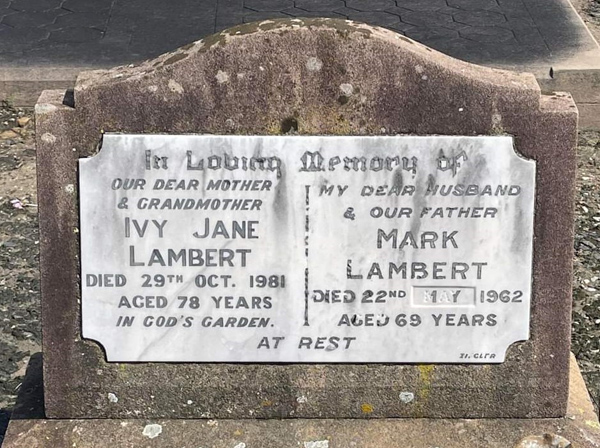 In Loving Memory of
OUR DEAR MOTHER
& GRANDMOTHER
IVY JANE
LAMBERT
DIED 29TH OCT. 1981
AGED 78 YEARS
IN GOD'S GARDEN.
MY DEAR HUSBAND
& OUR FATHER
MARK
LAMBERT
DIED 22ND MAY 1962
AGED 69 YEARS
AT REST